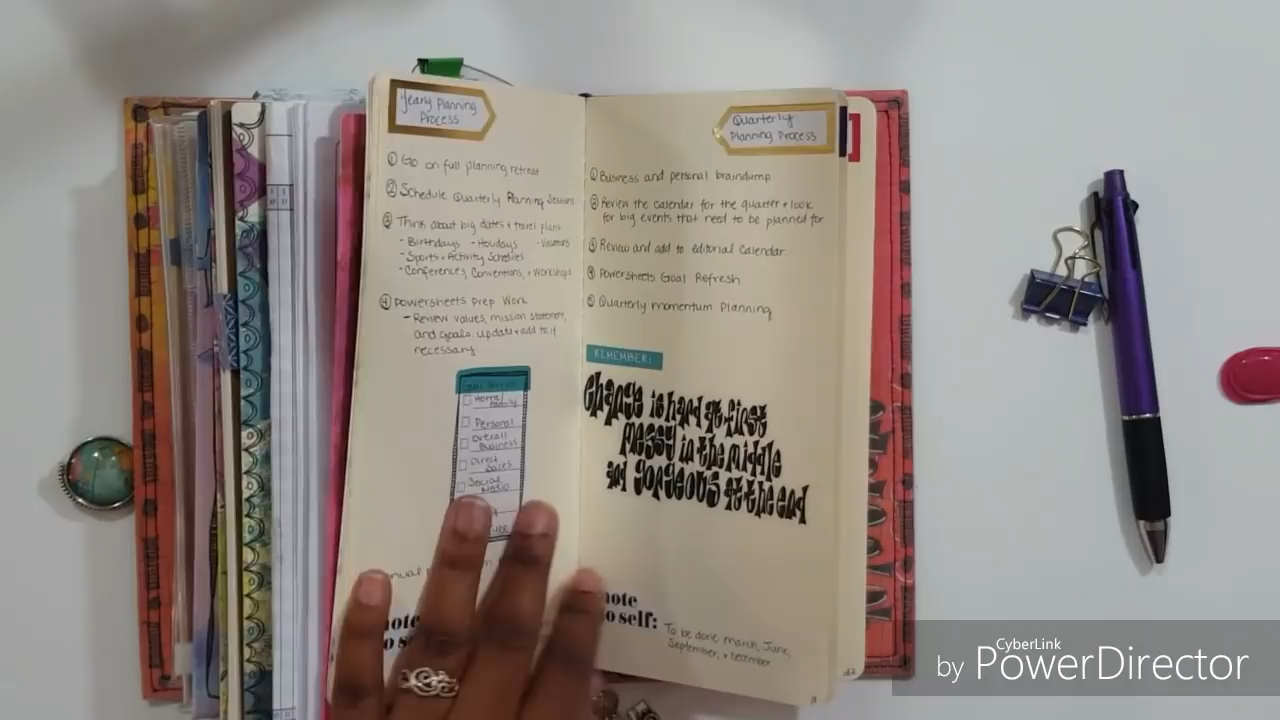 Yearly Planning
Process
① Go on full planning retreat
② Schedule Quarterly Planning Sessions
③ Think about big dates + travel plans
- Birthdays - Holidays - Vacations
- Sports + Activity Schedules
- Conferences, Conventions, + Workshops
④ Powersheets Prep Work
- Review values, mission statement,
and goals. Update + add to if
necessary
Home
Family
Personal
Overall
Business
Direct
Sales
Social
Media
note
to self:
Quarterly
Planning Process
① Business and personal braindump
② Review the calendar for the quarter + look
for big events that need to be planned for
③ Review and add to editorial calendar.
④ Powersheets Goal Refresh
⑤ Quarterly momentum Planning
REMEMBER:
Change is hard at first
messy in the middle
and gorgeous at the end
note
to self:
To be done march, June,
September, + December
CyberLink
by PowerDirector